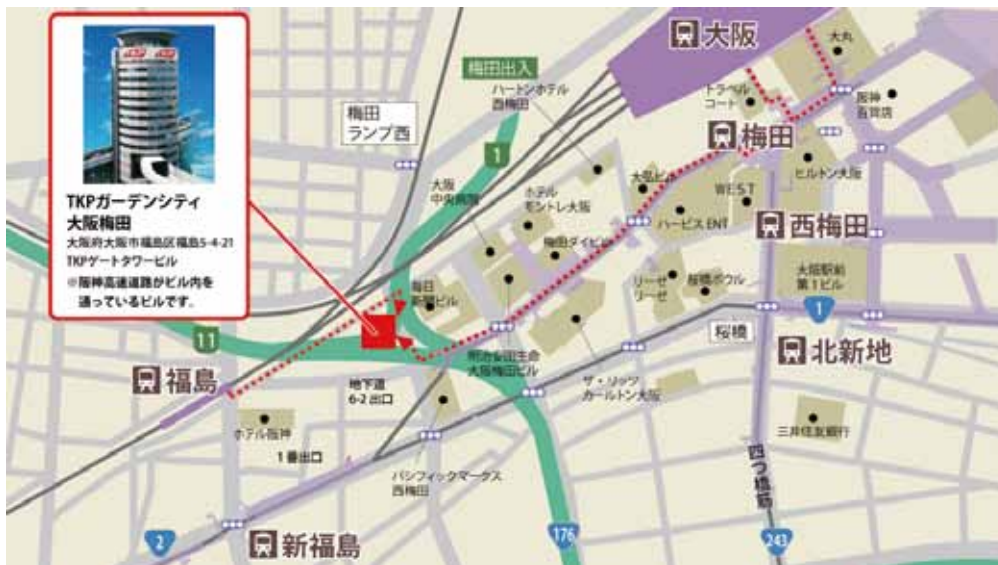 TKPガーデンシティ
大阪梅田
大阪府大阪市福島区福島5-4-21
TKPゲートタワービル
※阪神高速道路がビル内を
通っているビルです。
梅田出入
ハートンホテル
西梅田
梅田
ランプ西
1
大阪
大丸
トラベル
コート
阪神
百貨店
梅田
ヒルトン大阪
大阪
中央病院
ホテル
モントレ大阪
大弘ビル
WEST
ハービス ENT
西梅田
梅田ダイビル
リーゼ
リーゼ
桜橋ボウル
大阪駅前
第1ビル
毎日
新聞ビル
1
11
桜橋
北新地
明治安田生命
大阪梅田ビル
福島
地下道
6-2 出口
ザ・リッツ
カールトン大阪
ホテル阪神
三井住友銀行
1番出口
パシフィックマークス
西梅田
四つ橋筋
2
新福島
176
243